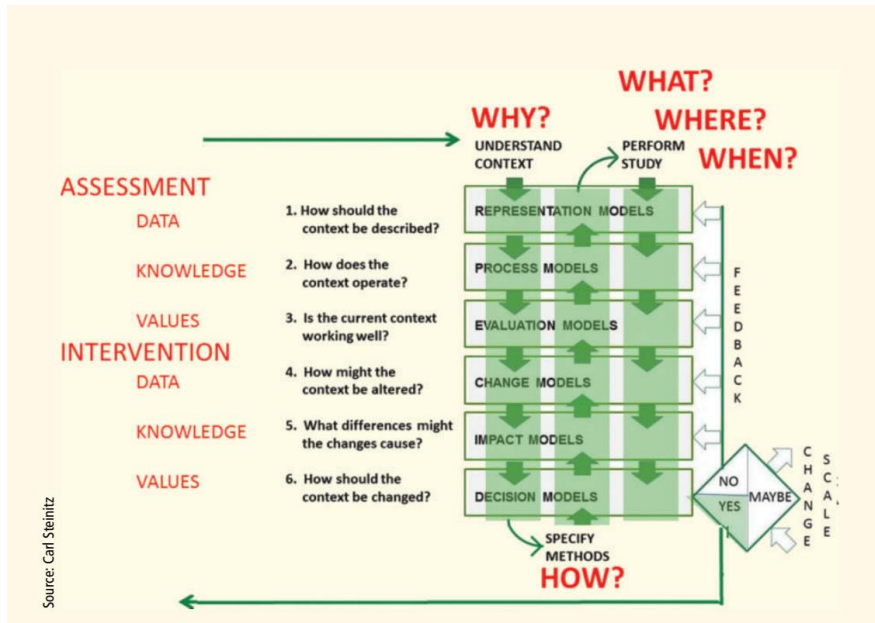 WHAT?
WHY?
WHERE?
UNDERSTAND
CONTEXT
PERFORM
STUDY
WHEN?
ASSESSMENT
DATA
1. How should the
context be described?
REPRESENTATION MODELS
KNOWLEDGE
2. How does the
context operate?
PROCESS MODELS
VALUES
3. Is the current context
working well?
EVALUATION MODELS
INTERVENTION
DATA
4. How might the
context be altered?
CHANGE MODELS
KNOWLEDGE
5. What differences might
the changes cause?
IMPACT MODELS
VALUES
6. How should the
context be changed?
DECISION MODELS
FEEDBACK
NO
YES
MAYBE
CHANGE
SCALE
SPECIFY
METHODS
HOW?
Source: Carl Steinitz